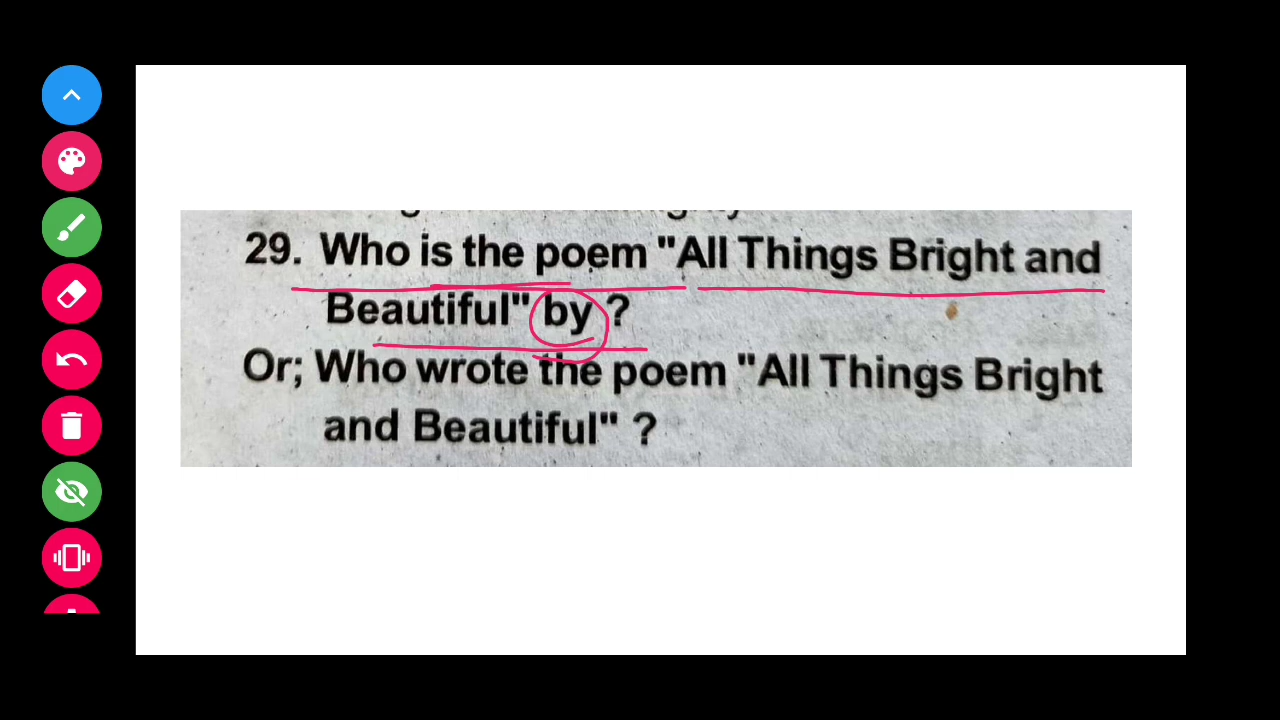 29. Who is the poem "All Things Bright and
Beautiful" by ?
Or; Who wrote the poem "All Things Bright
and Beautiful" ?